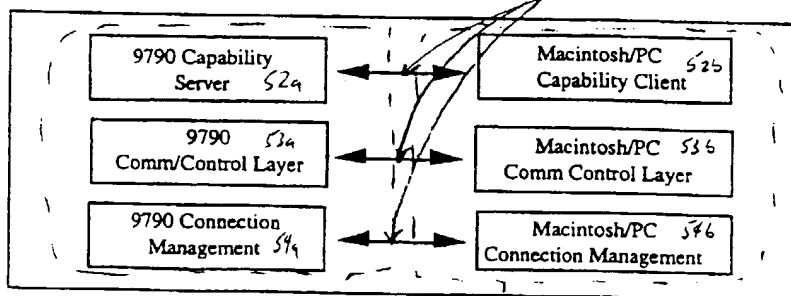 9790 Capability
Server 52a
Macintosh/PC 52b
Capability Client
9790 53a
Comm/Control Layer
Macintosh/PC 53b
Comm Control Layer
9790 Connection
Management 54a
Macintosh/PC 54b
Connection Management